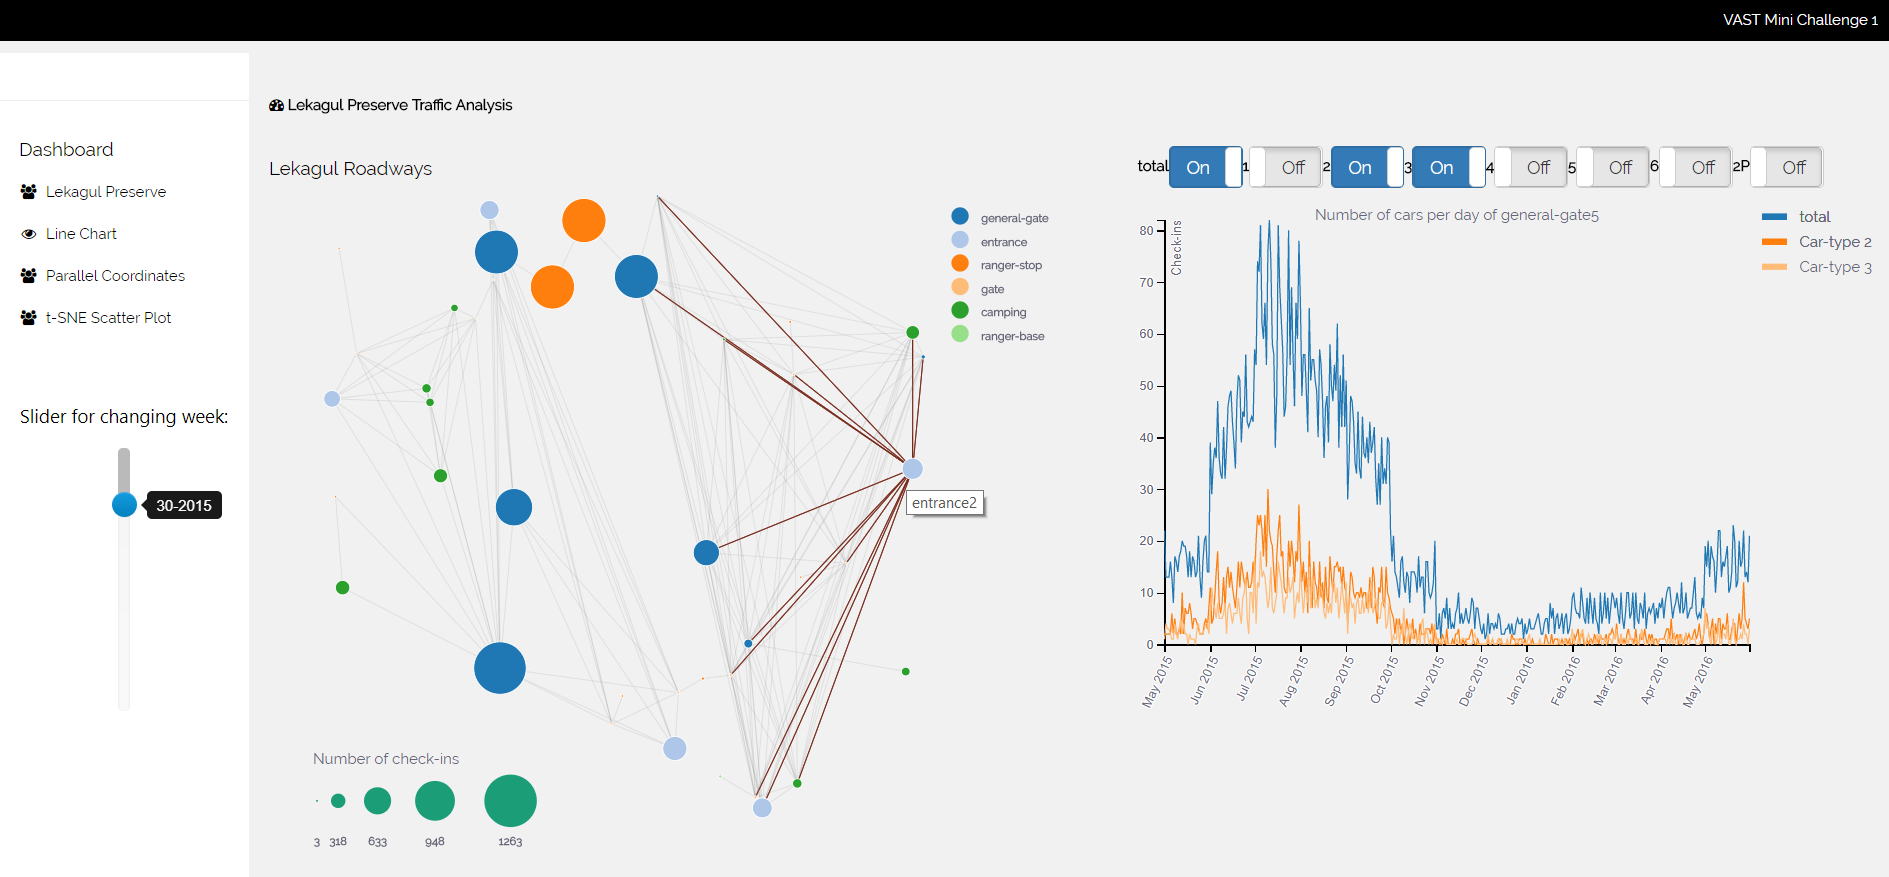 VAST Mini Challenge 1
Lekagul Preserve Traffic Analysis
Dashboard
Lekagul Preserve
Line Chart
Parallel Coordinates
t-SNE Scatter Plot
Slider for changing week:
30-2015
Lekagul Roadways
general-gate
entrance
ranger-stop
gate
camping
ranger-base
entrance2
Number of check-ins
3 318 633 948 1263
total On 1 Off 2 On 3 On 4 Off 5 Off 6 Off 2P Off
Number of cars per day of general-gate5
Check-ins
total
Car-type 2
Car-type 3
80
70
60
50
40
30
20
10
0
May 2015 Jun 2015 Jul 2015 Aug 2015 Sep 2015 Oct 2015 Nov 2015 Dec 2015 Jan 2016 Feb 2016 Mar 2016 Apr 2016 May 2016